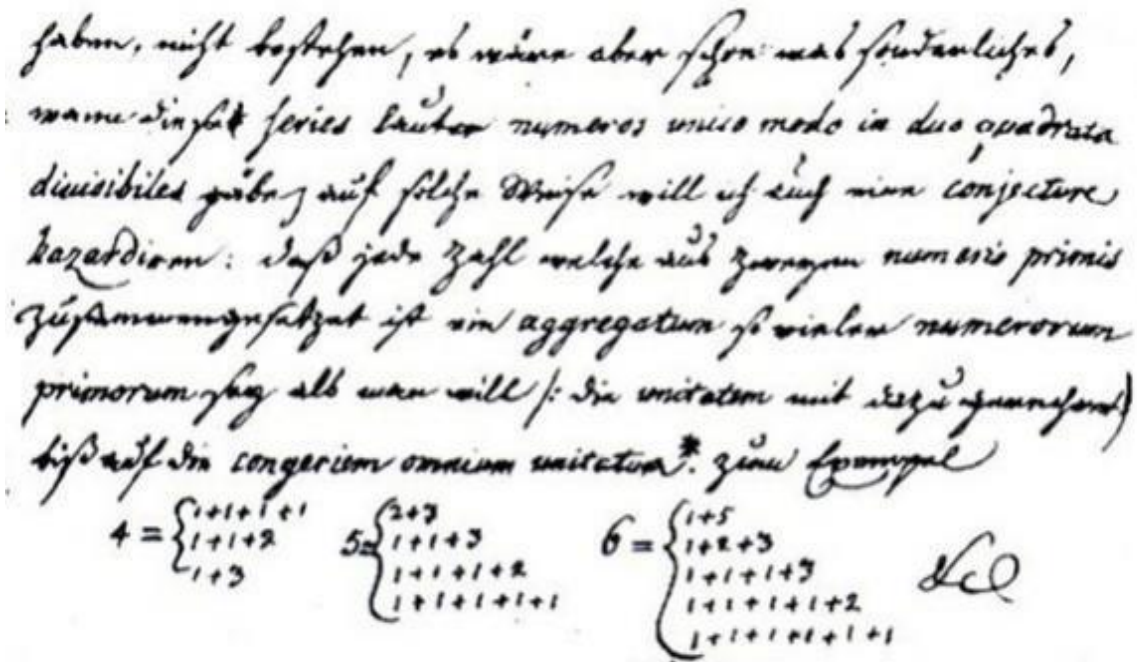 haben, nicht bestehen, es wäre aber schon was sonderliches,
wann diese series lauter numeros unico modo in duo quadrata
divisibiles gäbe auf solche Weise will ich auch eine conjecture
hazardiren: daß jede Zahl welche aus zweyen numeris primis
zusammengesetzet ist ein aggregatum so vieler numerorum
primorum sey als man will /: die unitatem mit dazu gerechnet)
biß auf die congeriem omnium unitatum*. zum Exempel
4 = { 1+1+1+1
1+1+2
1+3
5 = { 2+3
1+1+3
1+1+1+2
1+1+1+1+1
6 = { 1+5
1+2+3
1+1+1+3
1+1+1+1+2
1+1+1+1+1+1
&c